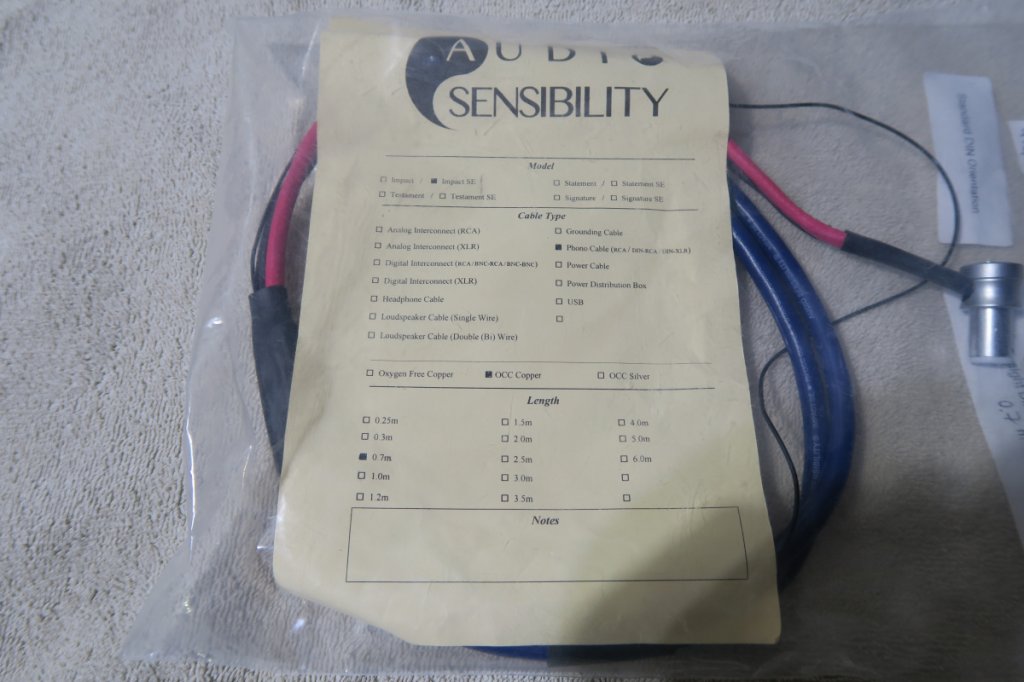 AUDIO
SENSIBILITY
Model
☐ Impact / ■ Impact SE ☐ Statement / ☐ Statement SE
☐ Testament / ☐ Testament SE ☐ Signature / ☐ Signature SE
Cable Type
☐ Analog Interconnect (RCA) ☐ Grounding Cable
☐ Analog Interconnect (XLR) ■ Phono Cable (RCA / DIN-RCA / DIN-XLR)
☐ Digital Interconnect (RCA/BNC-RCA/BNC-BNC) ☐ Power Cable
☐ Digital Interconnect (XLR) ☐ Power Distribution Box
☐ Headphone Cable ☐ USB
☐ Loudspeaker Cable (Single Wire) ☐
☐ Loudspeaker Cable (Double (Bi) Wire)
☐ Oxygen Free Copper ■ OCC Copper ☐ OCC Silver
Length
☐ 0.25m ☐ 1.5m ☐ 4.0m
☐ 0.5m ☐ 2.0m ☐ 5.0m
■ 0.7m ☐ 2.5m ☐ 6.0m
☐ 1.0m ☐ 3.0m ☐
☐ 1.2m ☐ 3.5m ☐
Notes
Standard DIN Orientation
0.7